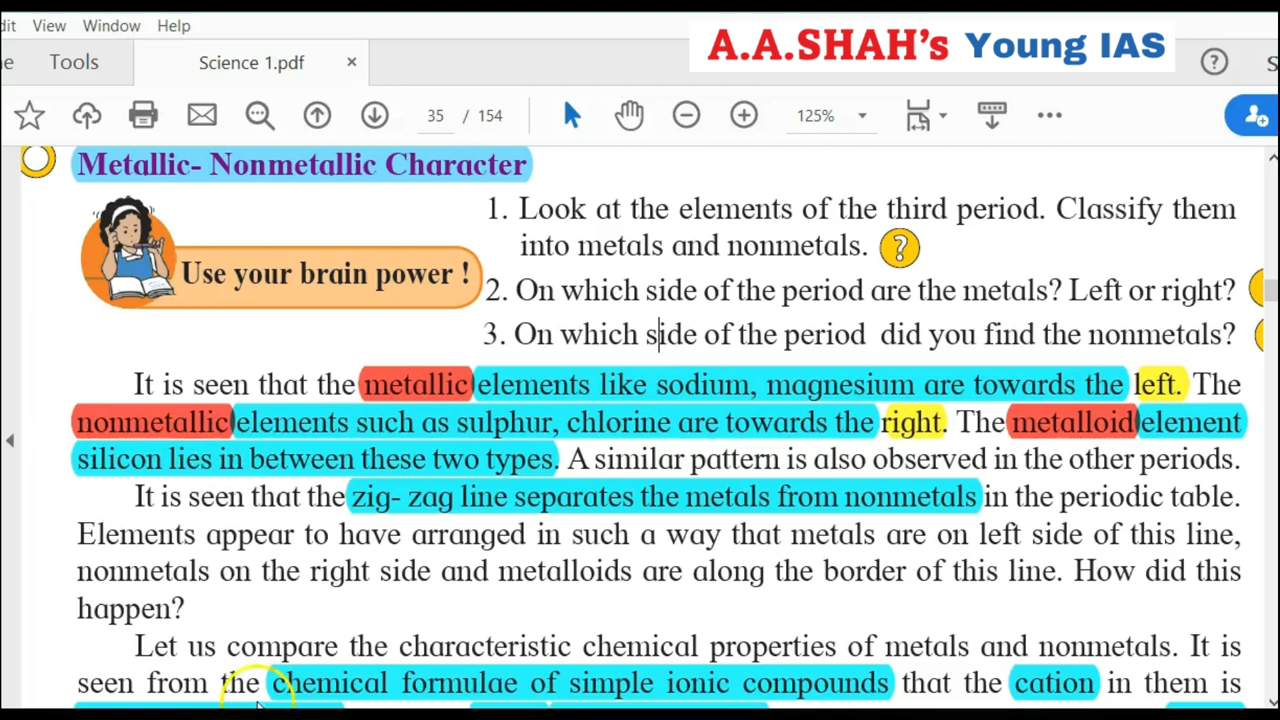 dit View Window Help
A.A.SHAH's Young IAS
e Tools Science 1.pdf × ? S
35 / 154 125%
Metallic- Nonmetallic Character
1. Look at the elements of the third period. Classify them
into metals and nonmetals. ?
Use your brain power !
2. On which side of the period are the metals? Left or right?
3. On which side of the period did you find the nonmetals?
It is seen that the metallic elements like sodium, magnesium are towards the left. The
nonmetallic elements such as sulphur, chlorine are towards the right. The metalloid element
silicon lies in between these two types. A similar pattern is also observed in the other periods.
It is seen that the zig- zag line separates the metals from nonmetals in the periodic table.
Elements appear to have arranged in such a way that metals are on left side of this line,
nonmetals on the right side and metalloids are along the border of this line. How did this
happen?
Let us compare the characteristic chemical properties of metals and nonmetals. It is
seen from the chemical formulae of simple ionic compounds that the cation in them is